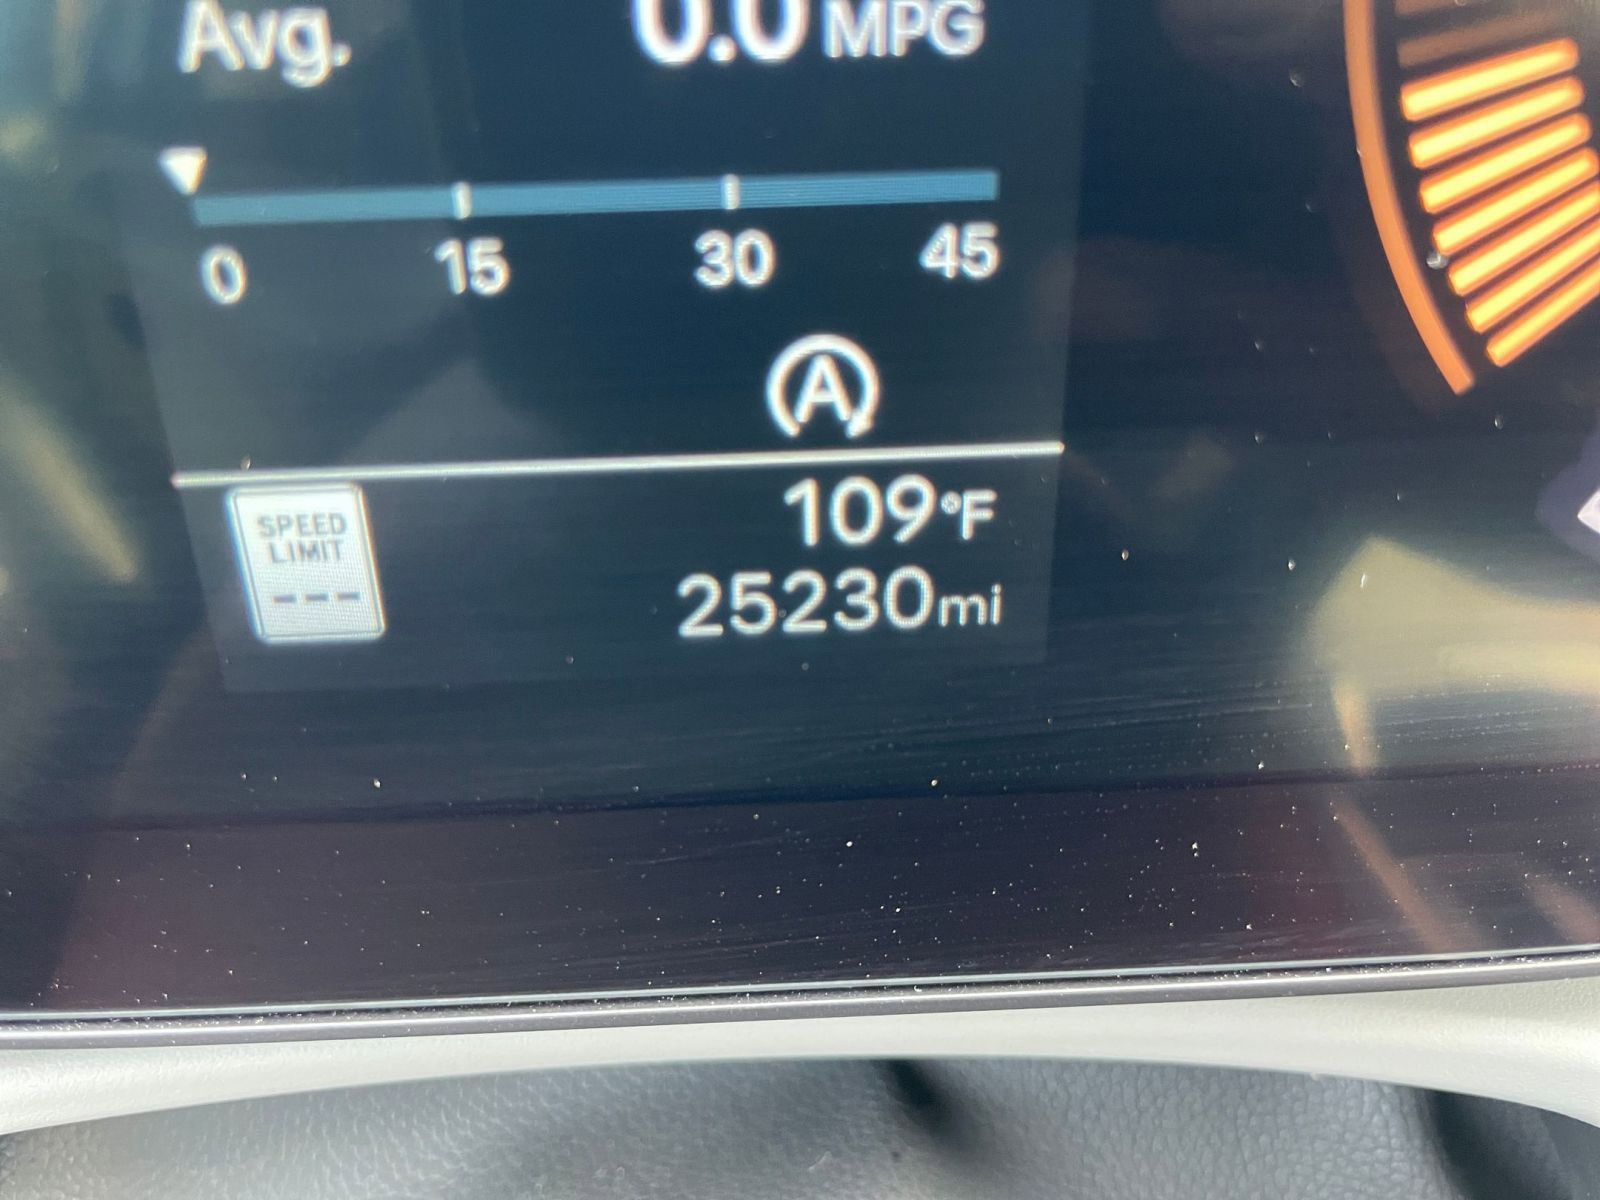 Avg. 0.0 MPG
0 15 30 45
A
109°F
SPEED
LIMIT
---
25230mi